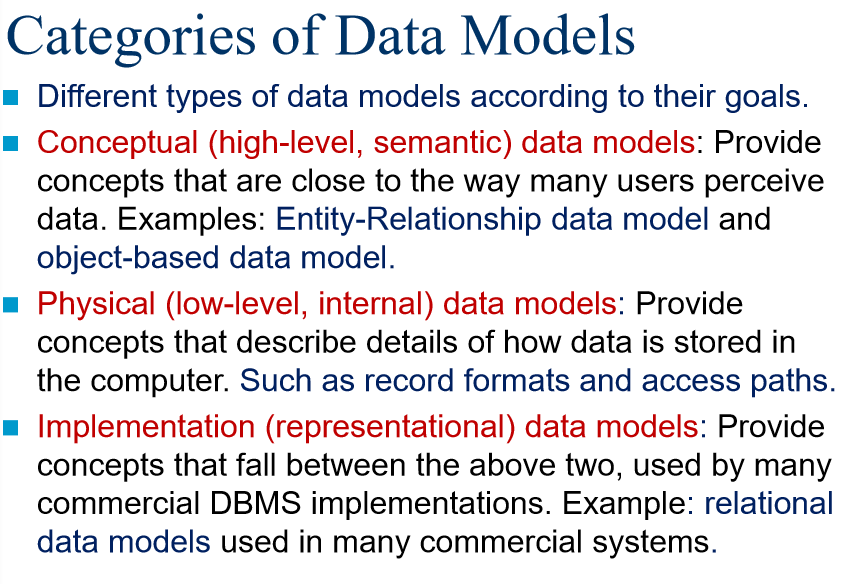 Categories of Data Models
Different types of data models according to their goals.
Conceptual (high-level, semantic) data models: Provide
concepts that are close to the way many users perceive
data. Examples: Entity-Relationship data model and
object-based data model.
Physical (low-level, internal) data models: Provide
concepts that describe details of how data is stored in
the computer. Such as record formats and access paths.
Implementation (representational) data models: Provide
concepts that fall between the above two, used by many
commercial DBMS implementations. Example: relational
data models used in many commercial systems.